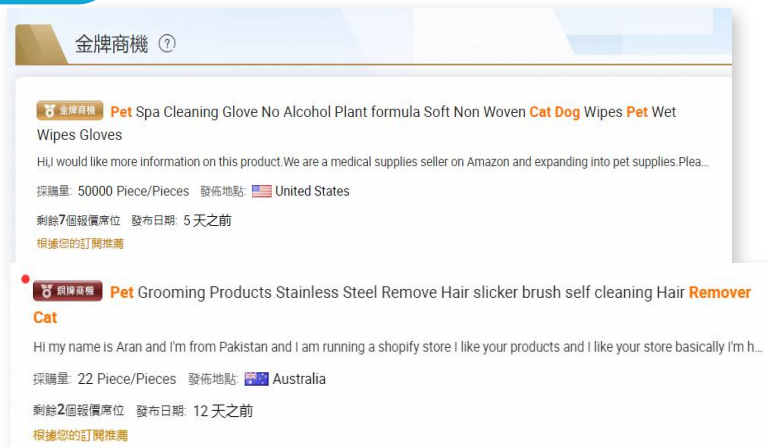 金牌商機 ?
金牌商機 Pet Spa Cleaning Glove No Alcohol Plant formula Soft Non Woven Cat Dog Wipes Pet Wet
Wipes Gloves
Hi,I would like more information on this product.We are a medical supplies seller on Amazon and expanding into pet supplies.Plea...
採購量: 50000 Piece/Pieces 發佈地點: United States
剩餘7個報價席位 發布日期: 5 天之前
根據您的訂閱推薦
銅牌商機 Pet Grooming Products Stainless Steel Remove Hair slicker brush self cleaning Hair Remover
Cat
Hi my name is Aran and I'm from Pakistan and I am running a shopify store I like your products and I like your store basically I'm h...
採購量: 22 Piece/Pieces 發佈地點: Australia
剩餘2個報價席位 發布日期: 12 天之前
根據您的訂閱推薦